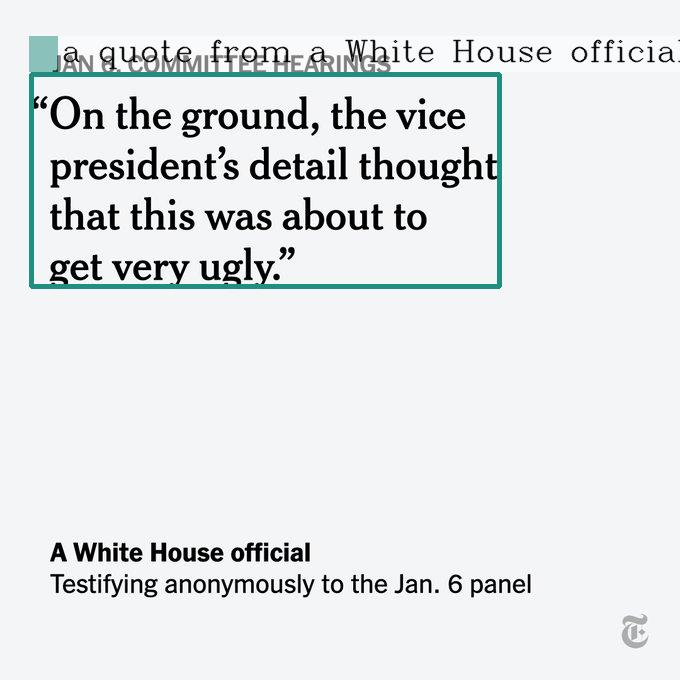 a quote from a White House official
JAN 6, COMMITTEE HEARINGS
“On the ground, the vice
president’s detail thought
that this was about to
get very ugly.”
A White House official
Testifying anonymously to the Jan. 6 panel
T